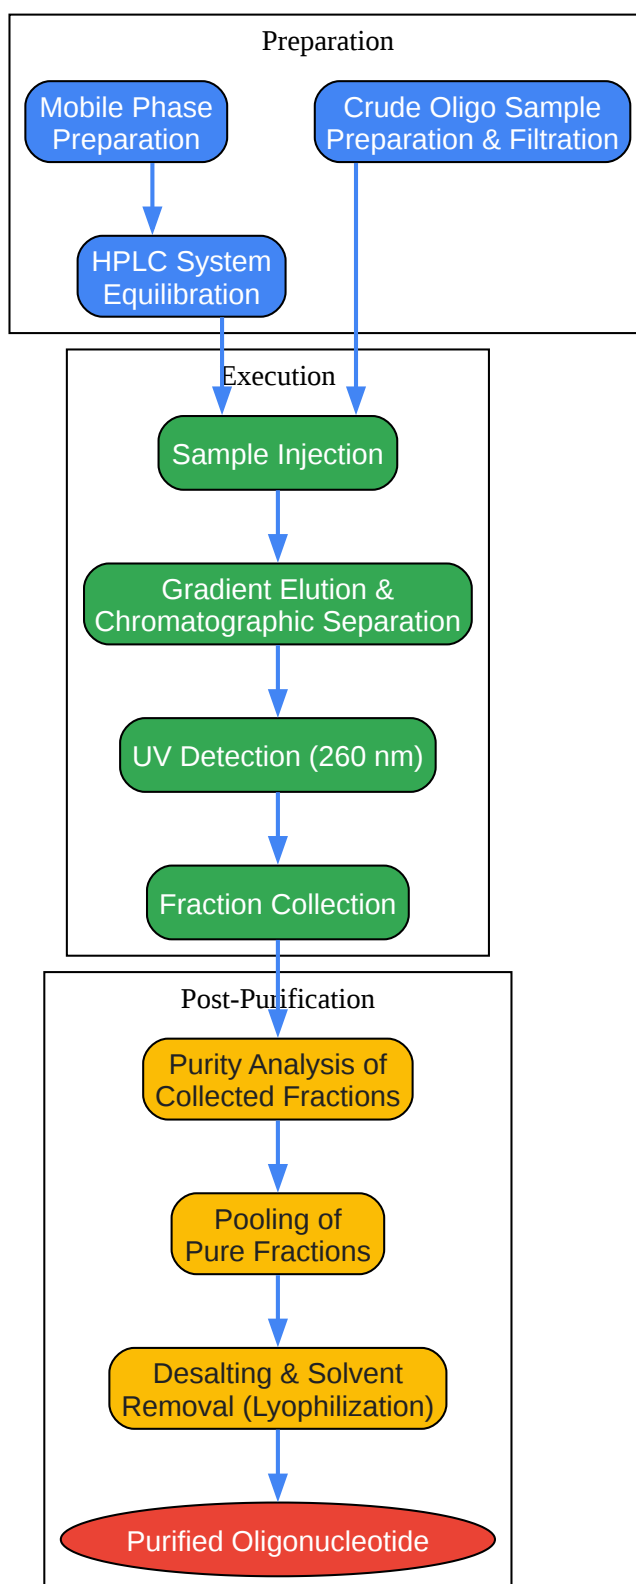 Preparation
Mobile Phase
Preparation
Crude Oligo Sample
Preparation & Filtration
HPLC System
Equilibration
Execution
Sample Injection
Gradient Elution &
Chromatographic Separation
UV Detection (260 nm)
Fraction Collection
Post-Purification
Purity Analysis of
Collected Fractions
Pooling of
Pure Fractions
Desalting & Solvent
Removal (Lyophilization)
Purified Oligonucleotide